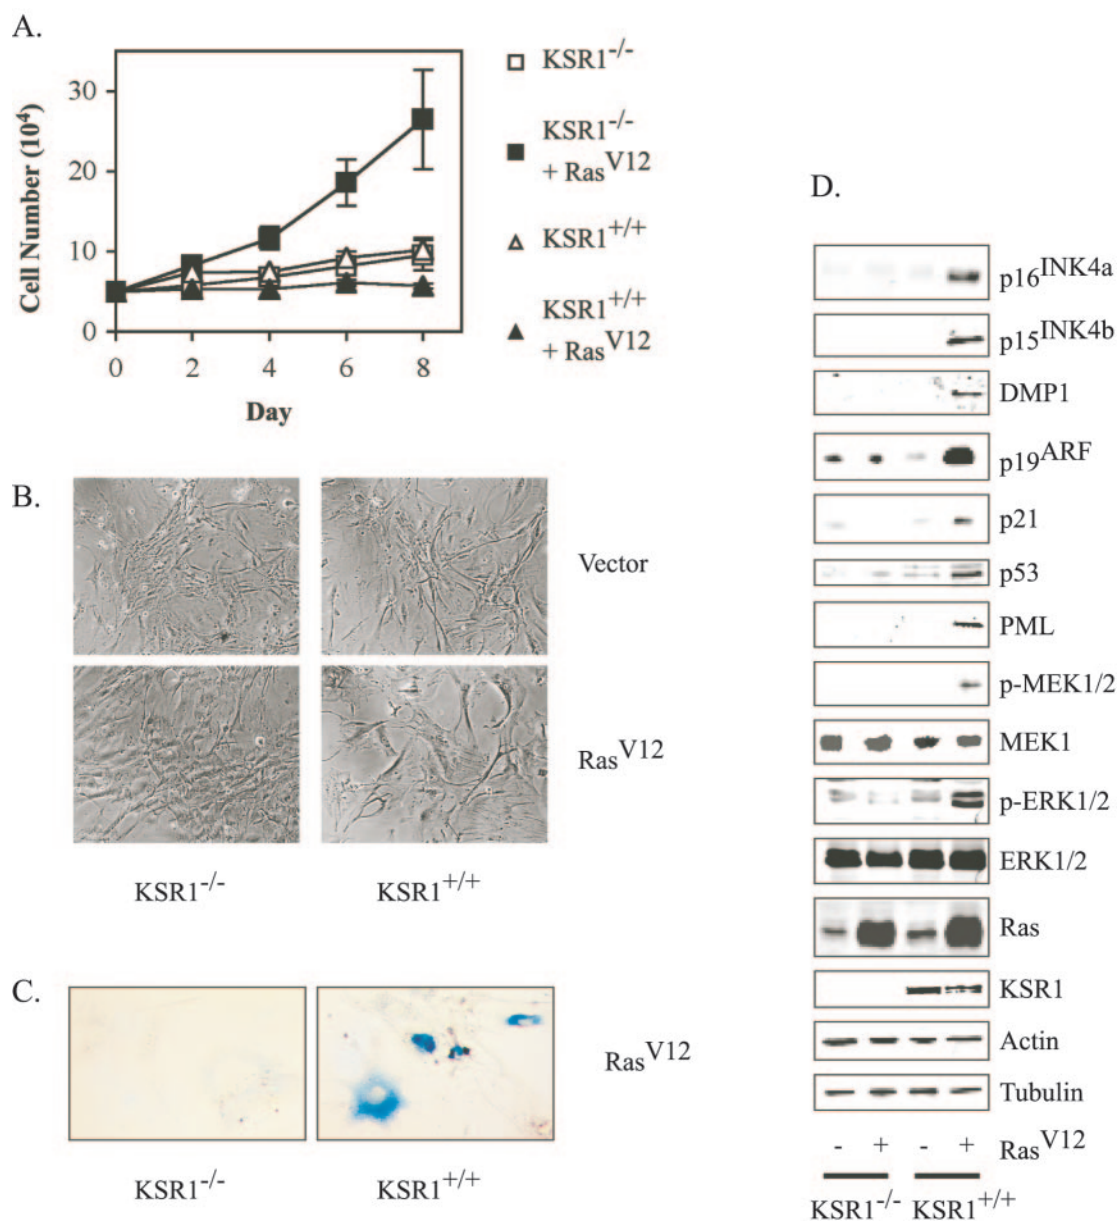 A.
Cell Number (10⁴)
30
20
10
0
0 2 4 6 8
Day
KSR1⁻/⁻
KSR1⁻/⁻
+ Ras^V12
KSR1⁺/⁺
KSR1⁺/⁺
+ Ras^V12
B.
Vector
Ras^V12
KSR1⁻/⁻ KSR1⁺/⁺
C.
Ras^V12
KSR1⁻/⁻ KSR1⁺/⁺
D.
p16^INK4a
p15^INK4b
DMP1
p19^ARF
p21
p53
PML
p-MEK1/2
MEK1
p-ERK1/2
ERK1/2
Ras
KSR1
Actin
Tubulin
- + - + Ras^V12
KSR1⁻/⁻ KSR1⁺/⁺